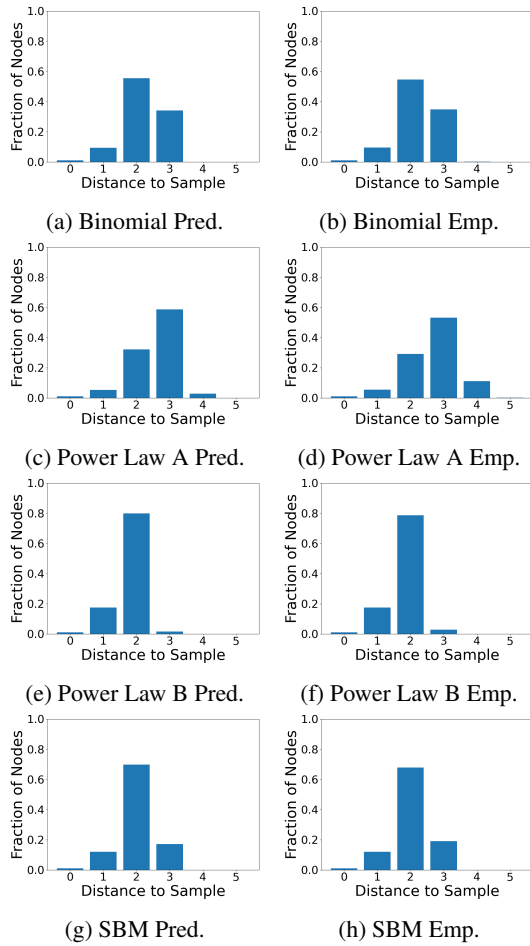 1.0
0.8
0.6
0.4
0.2
0.0
Fraction of Nodes
0 1 2 3 4 5
Distance to Sample
(a) Binomial Pred.
1.0
0.8
0.6
0.4
0.2
0.0
Fraction of Nodes
0 1 2 3 4 5
Distance to Sample
(b) Binomial Emp.
1.0
0.8
0.6
0.4
0.2
0.0
Fraction of Nodes
0 1 2 3 4 5
Distance to Sample
(c) Power Law A Pred.
1.0
0.8
0.6
0.4
0.2
0.0
Fraction of Nodes
0 1 2 3 4 5
Distance to Sample
(d) Power Law A Emp.
1.0
0.8
0.6
0.4
0.2
0.0
Fraction of Nodes
0 1 2 3 4 5
Distance to Sample
(e) Power Law B Pred.
1.0
0.8
0.6
0.4
0.2
0.0
Fraction of Nodes
0 1 2 3 4 5
Distance to Sample
(f) Power Law B Emp.
1.0
0.8
0.6
0.4
0.2
0.0
Fraction of Nodes
0 1 2 3 4 5
Distance to Sample
(g) SBM Pred.
1.0
0.8
0.6
0.4
0.2
0.0
Fraction of Nodes
0 1 2 3 4 5
Distance to Sample
(h) SBM Emp.